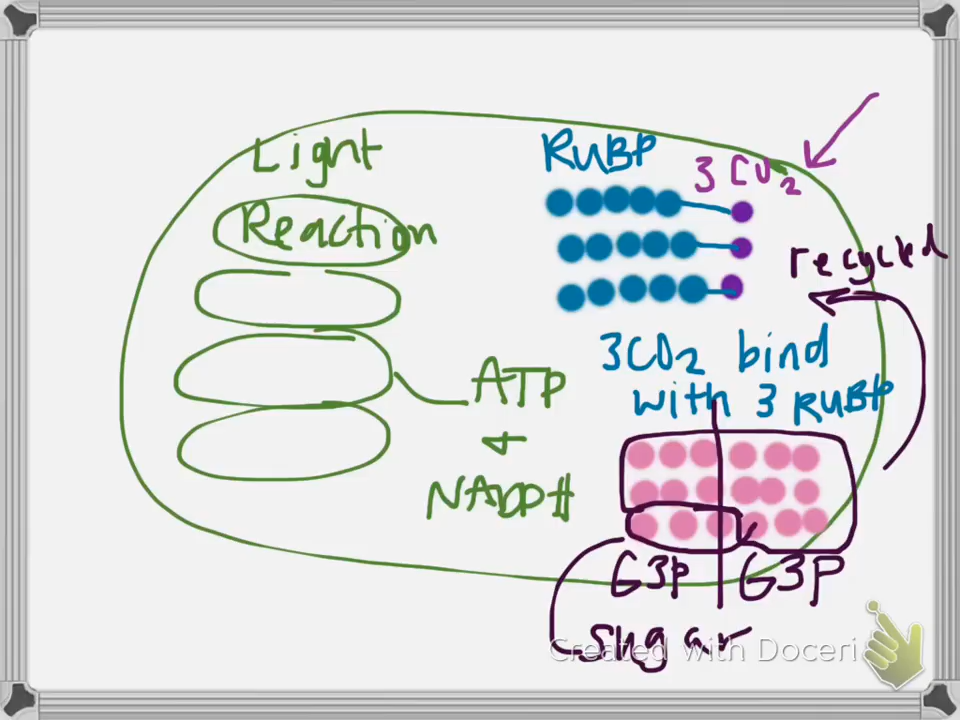 Light
Reaction
ATP
+
NADPH
RuBP
3 CO2
recycled
3CO2 bind
with 3 RuBP
G3P G3P
sugar
Created with Doceri